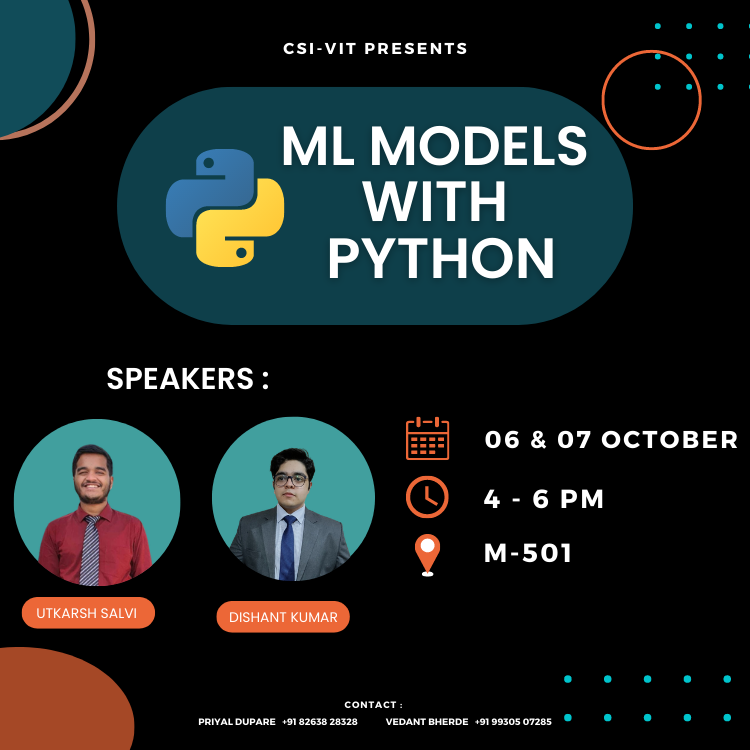 CSI-VIT PRESENTS
ML MODELS
WITH
PYTHON
SPEAKERS :
UTKARSH SALVI
DISHANT KUMAR
06 & 07 OCTOBER
4 - 6 PM
M-501
CONTACT :
PRIYAL DUPARE +91 82638 28328 VEDANT BHERDE +91 99305 07285